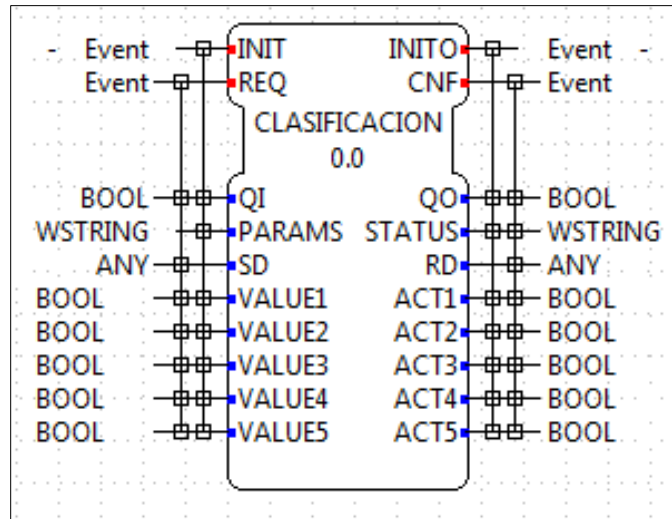 - Event INIT INITO Event -
Event REQ CNF Event
CLASIFICACION
0.0
BOOL QI QO BOOL
WSTRING PARAMS STATUS WSTRING
ANY SD RD ANY
BOOL VALUE1 ACT1 BOOL
BOOL VALUE2 ACT2 BOOL
BOOL VALUE3 ACT3 BOOL
BOOL VALUE4 ACT4 BOOL
BOOL VALUE5 ACT5 BOOL